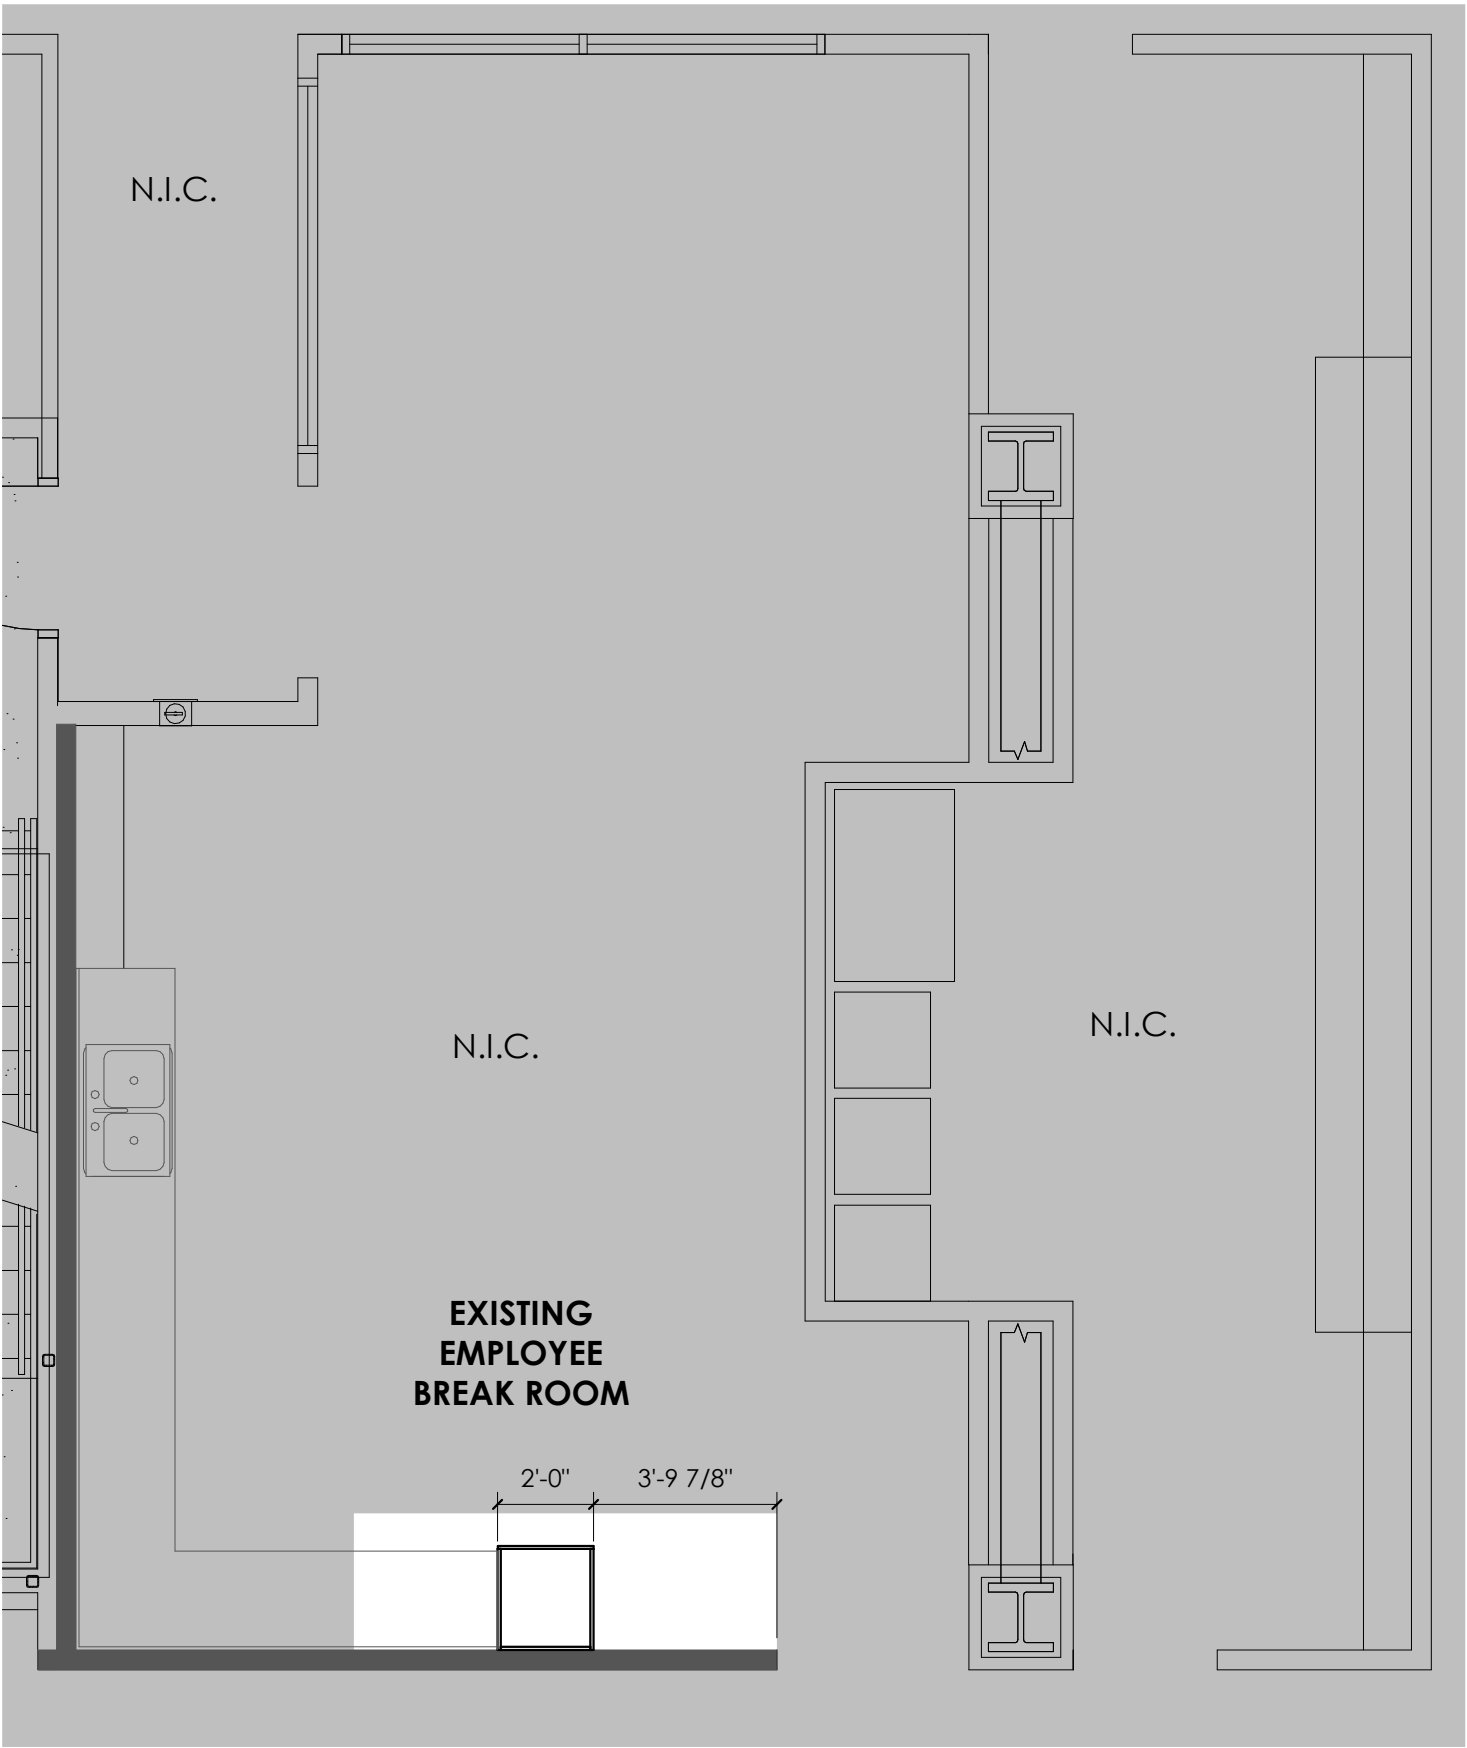 N.I.C.
N.I.C.
N.I.C.
EXISTING
EMPLOYEE
BREAK ROOM
2'-0"
3'-9 7/8"